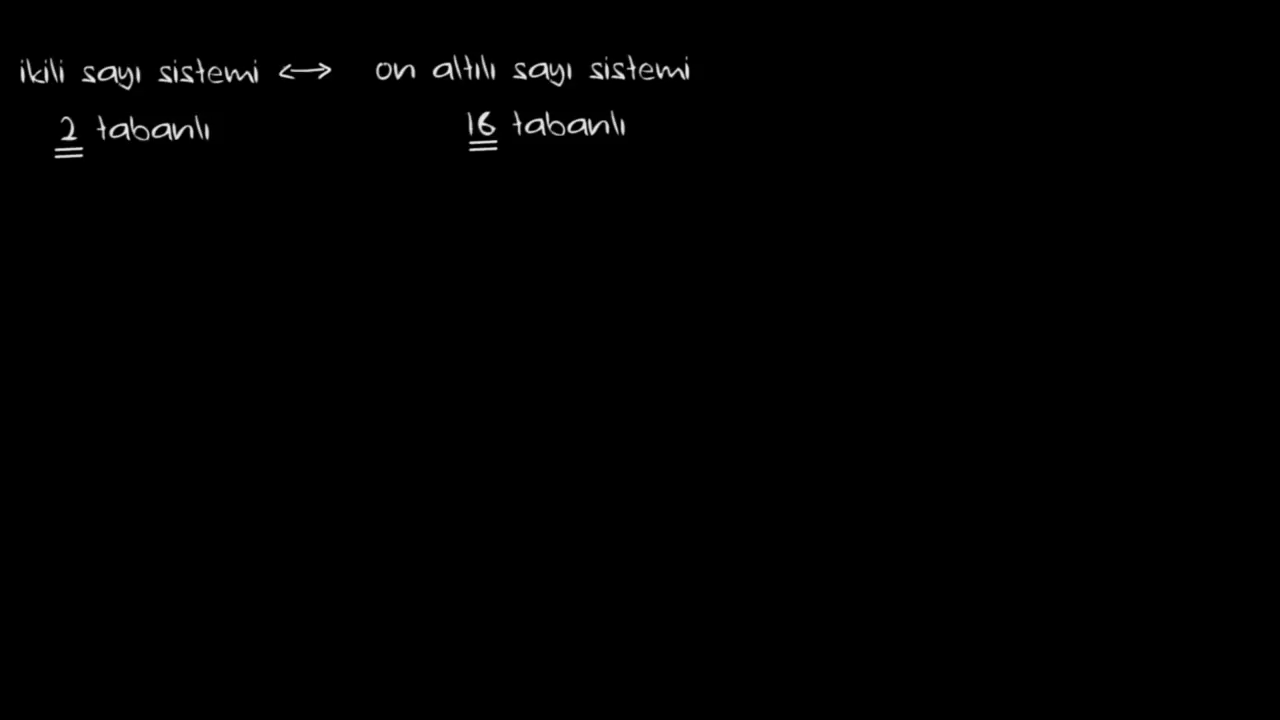 ikili sayı sistemi ↔ on altılı sayı sistemi
2 tabanlı 16 tabanlı